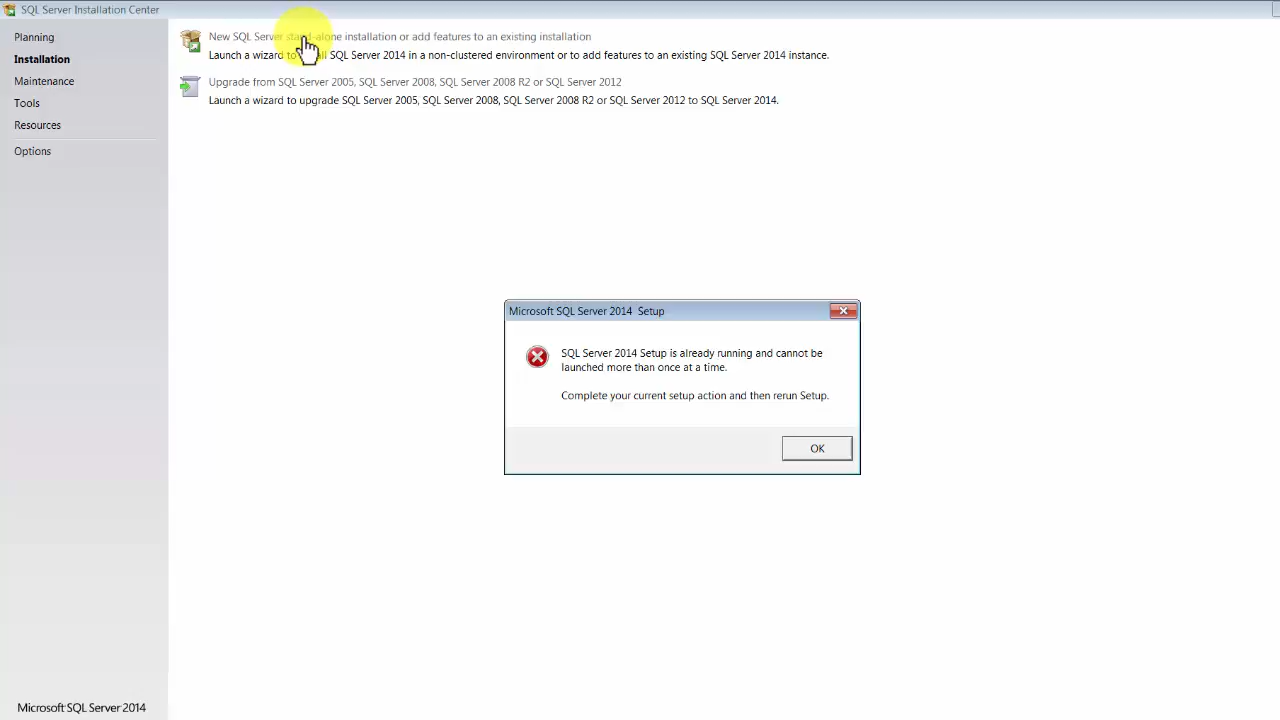 SQL Server Installation Center
Planning
Installation
Maintenance
Tools
Resources
Options
New SQL Server stand-alone installation or add features to an existing installation
Launch a wizard to SQL Server 2014 in a non-clustered environment or to add features to an existing SQL Server 2014 instance.
Upgrade from SQL Server 2005, SQL Server 2008, SQL Server 2008 R2 or SQL Server 2012
Launch a wizard to upgrade SQL Server 2005, SQL Server 2008, SQL Server 2008 R2 or SQL Server 2012 to SQL Server 2014.
Microsoft SQL Server 2014 Setup
SQL Server 2014 Setup is already running and cannot be
launched more than once at a time.
Complete your current setup action and then rerun Setup.
OK
Microsoft SQL Server 2014